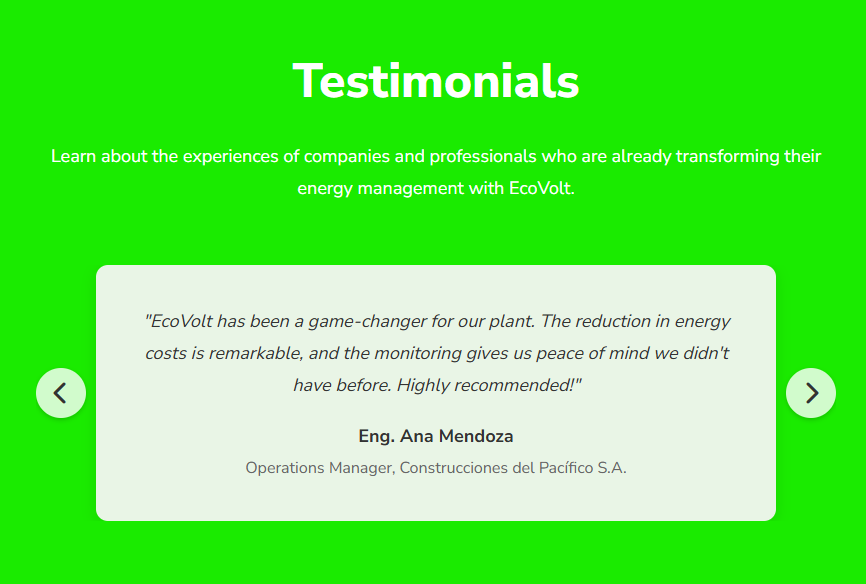 Testimonials
Learn about the experiences of companies and professionals who are already transforming their
energy management with EcoVolt.
"EcoVolt has been a game-changer for our plant. The reduction in energy
costs is remarkable, and the monitoring gives us peace of mind we didn't
have before. Highly recommended!"
Eng. Ana Mendoza
Operations Manager, Construcciones del Pacífico S.A.